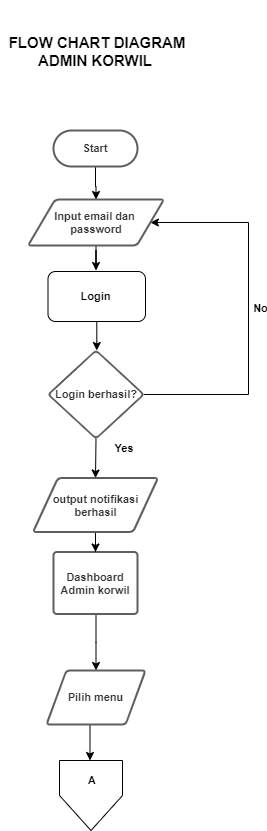 FLOW CHART DIAGRAM
ADMIN KORWIL
Start
Input email dan
password
Login
No
Login berhasil?
Yes
output notifikasi
berhasil
Dashboard
Admin korwil
Pilih menu
A